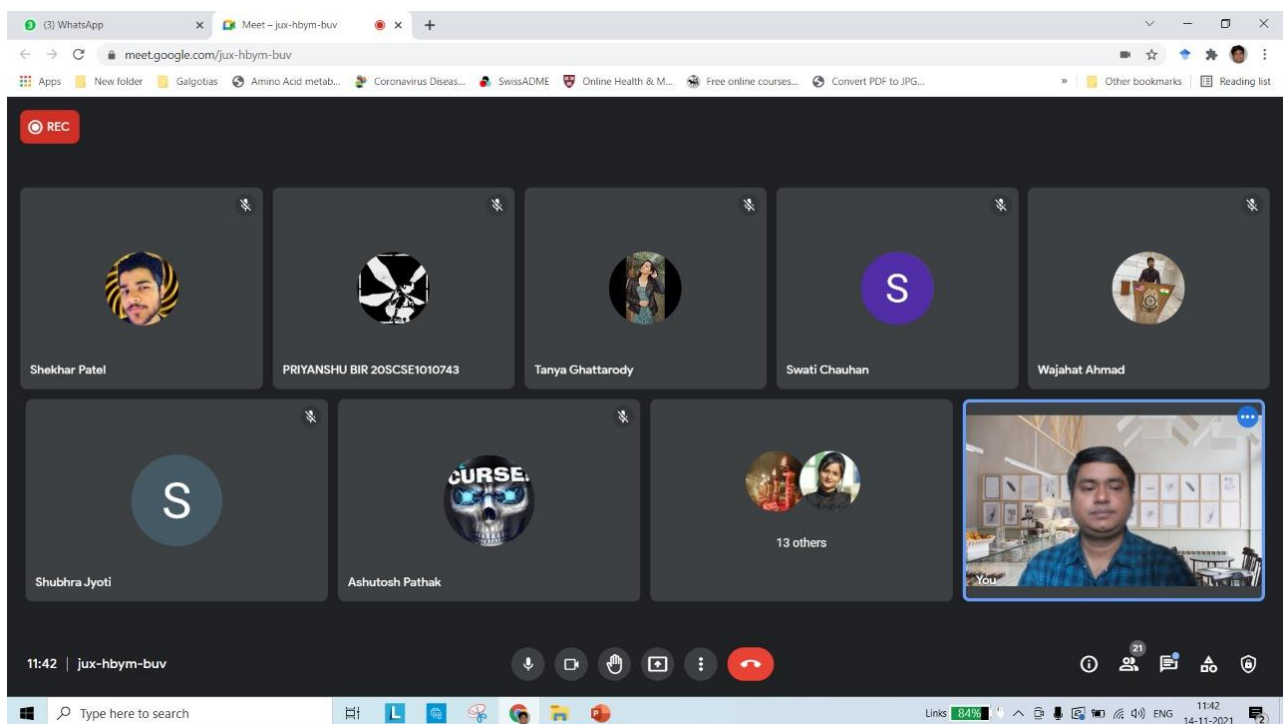 (3) WhatsApp
Meet – jux-hbym-buv
meet.google.com/jux-hbym-buv
Apps New folder Galgotias Amino Acid metab... Coronavirus Diseas... SwissADME Online Health & M... Free online courses... Convert PDF to JPG... » Other bookmarks Reading list
REC
Shekhar Patel
PRIYANSHU BIR 20SCSE1010743
Tanya Ghattarody
S
Swati Chauhan
Wajahat Ahmad
S
Shubhra Jyoti
CURSE
Ashutosh Pathak
13 others
You
11:42 | jux-hbym-buv
21
Type here to search
L
P
Links 84% ENG 11:42
14-11-2021